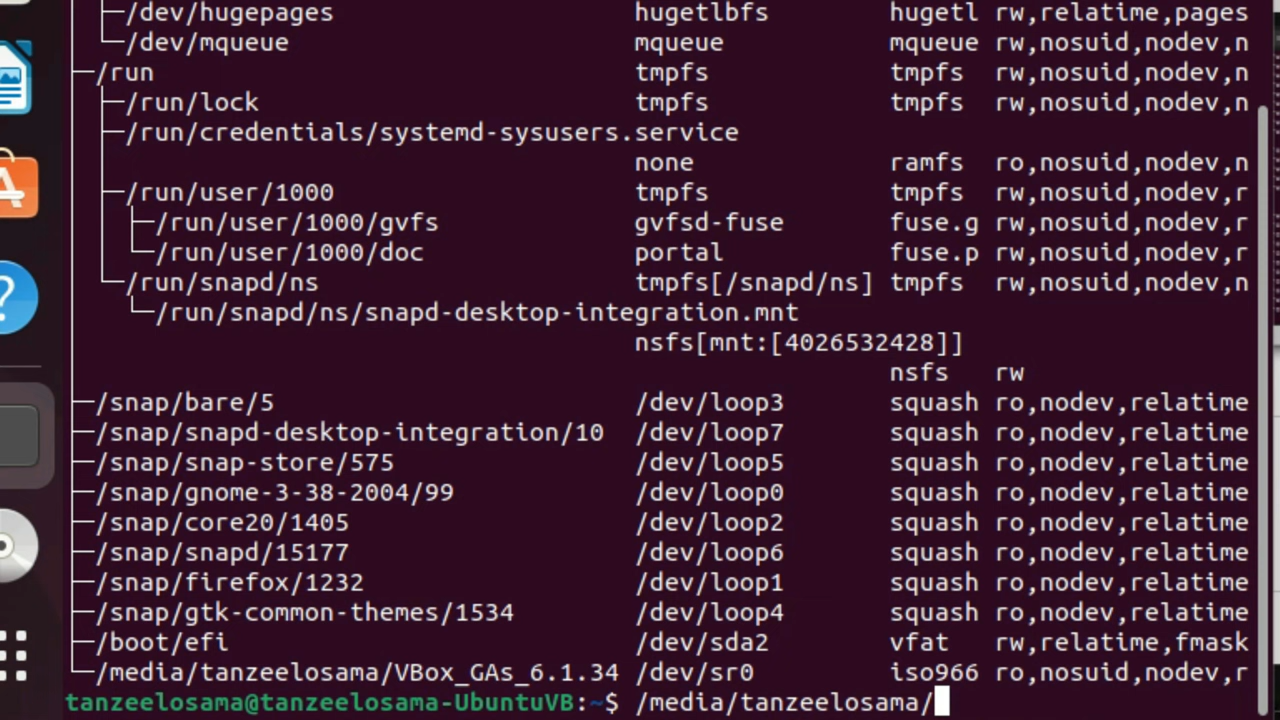 ├─/dev/hugepages hugetlbfs hugetl rw,relatime,pages
└─/dev/mqueue mqueue mqueue rw,nosuid,nodev,n
├─/run tmpfs tmpfs rw,nosuid,nodev,n
├─/run/lock tmpfs tmpfs rw,nosuid,nodev,n
├─/run/credentials/systemd-sysusers.service
none ramfs ro,nosuid,nodev,n
├─/run/user/1000 tmpfs tmpfs rw,nosuid,nodev,r
├─/run/user/1000/gvfs gvfsd-fuse fuse.g rw,nosuid,nodev,r
└─/run/user/1000/doc portal fuse.p rw,nosuid,nodev,r
└─/run/snapd/ns tmpfs[/snapd/ns] tmpfs rw,nosuid,nodev,n
└─/run/snapd/ns/snapd-desktop-integration.mnt
nsfs[mnt:[4026532428]]
nsfs rw
├─/snap/bare/5 /dev/loop3 squash ro,nodev,relatime
├─/snap/snapd-desktop-integration/10 /dev/loop7 squash ro,nodev,relatime
├─/snap/snap-store/575 /dev/loop5 squash ro,nodev,relatime
├─/snap/gnome-3-38-2004/99 /dev/loop0 squash ro,nodev,relatime
├─/snap/core20/1405 /dev/loop2 squash ro,nodev,relatime
├─/snap/snapd/15177 /dev/loop6 squash ro,nodev,relatime
├─/snap/firefox/1232 /dev/loop1 squash ro,nodev,relatime
├─/snap/gtk-common-themes/1534 /dev/loop4 squash ro,nodev,relatime
├─/boot/efi /dev/sda2 vfat rw,relatime,fmask
└─/media/tanzeelosama/VBox_GAs_6.1.34 /dev/sr0 iso966 ro,nosuid,nodev,r
tanzeelosama@tanzeelosama-UbuntuVB:~$ /media/tanzeelosama/